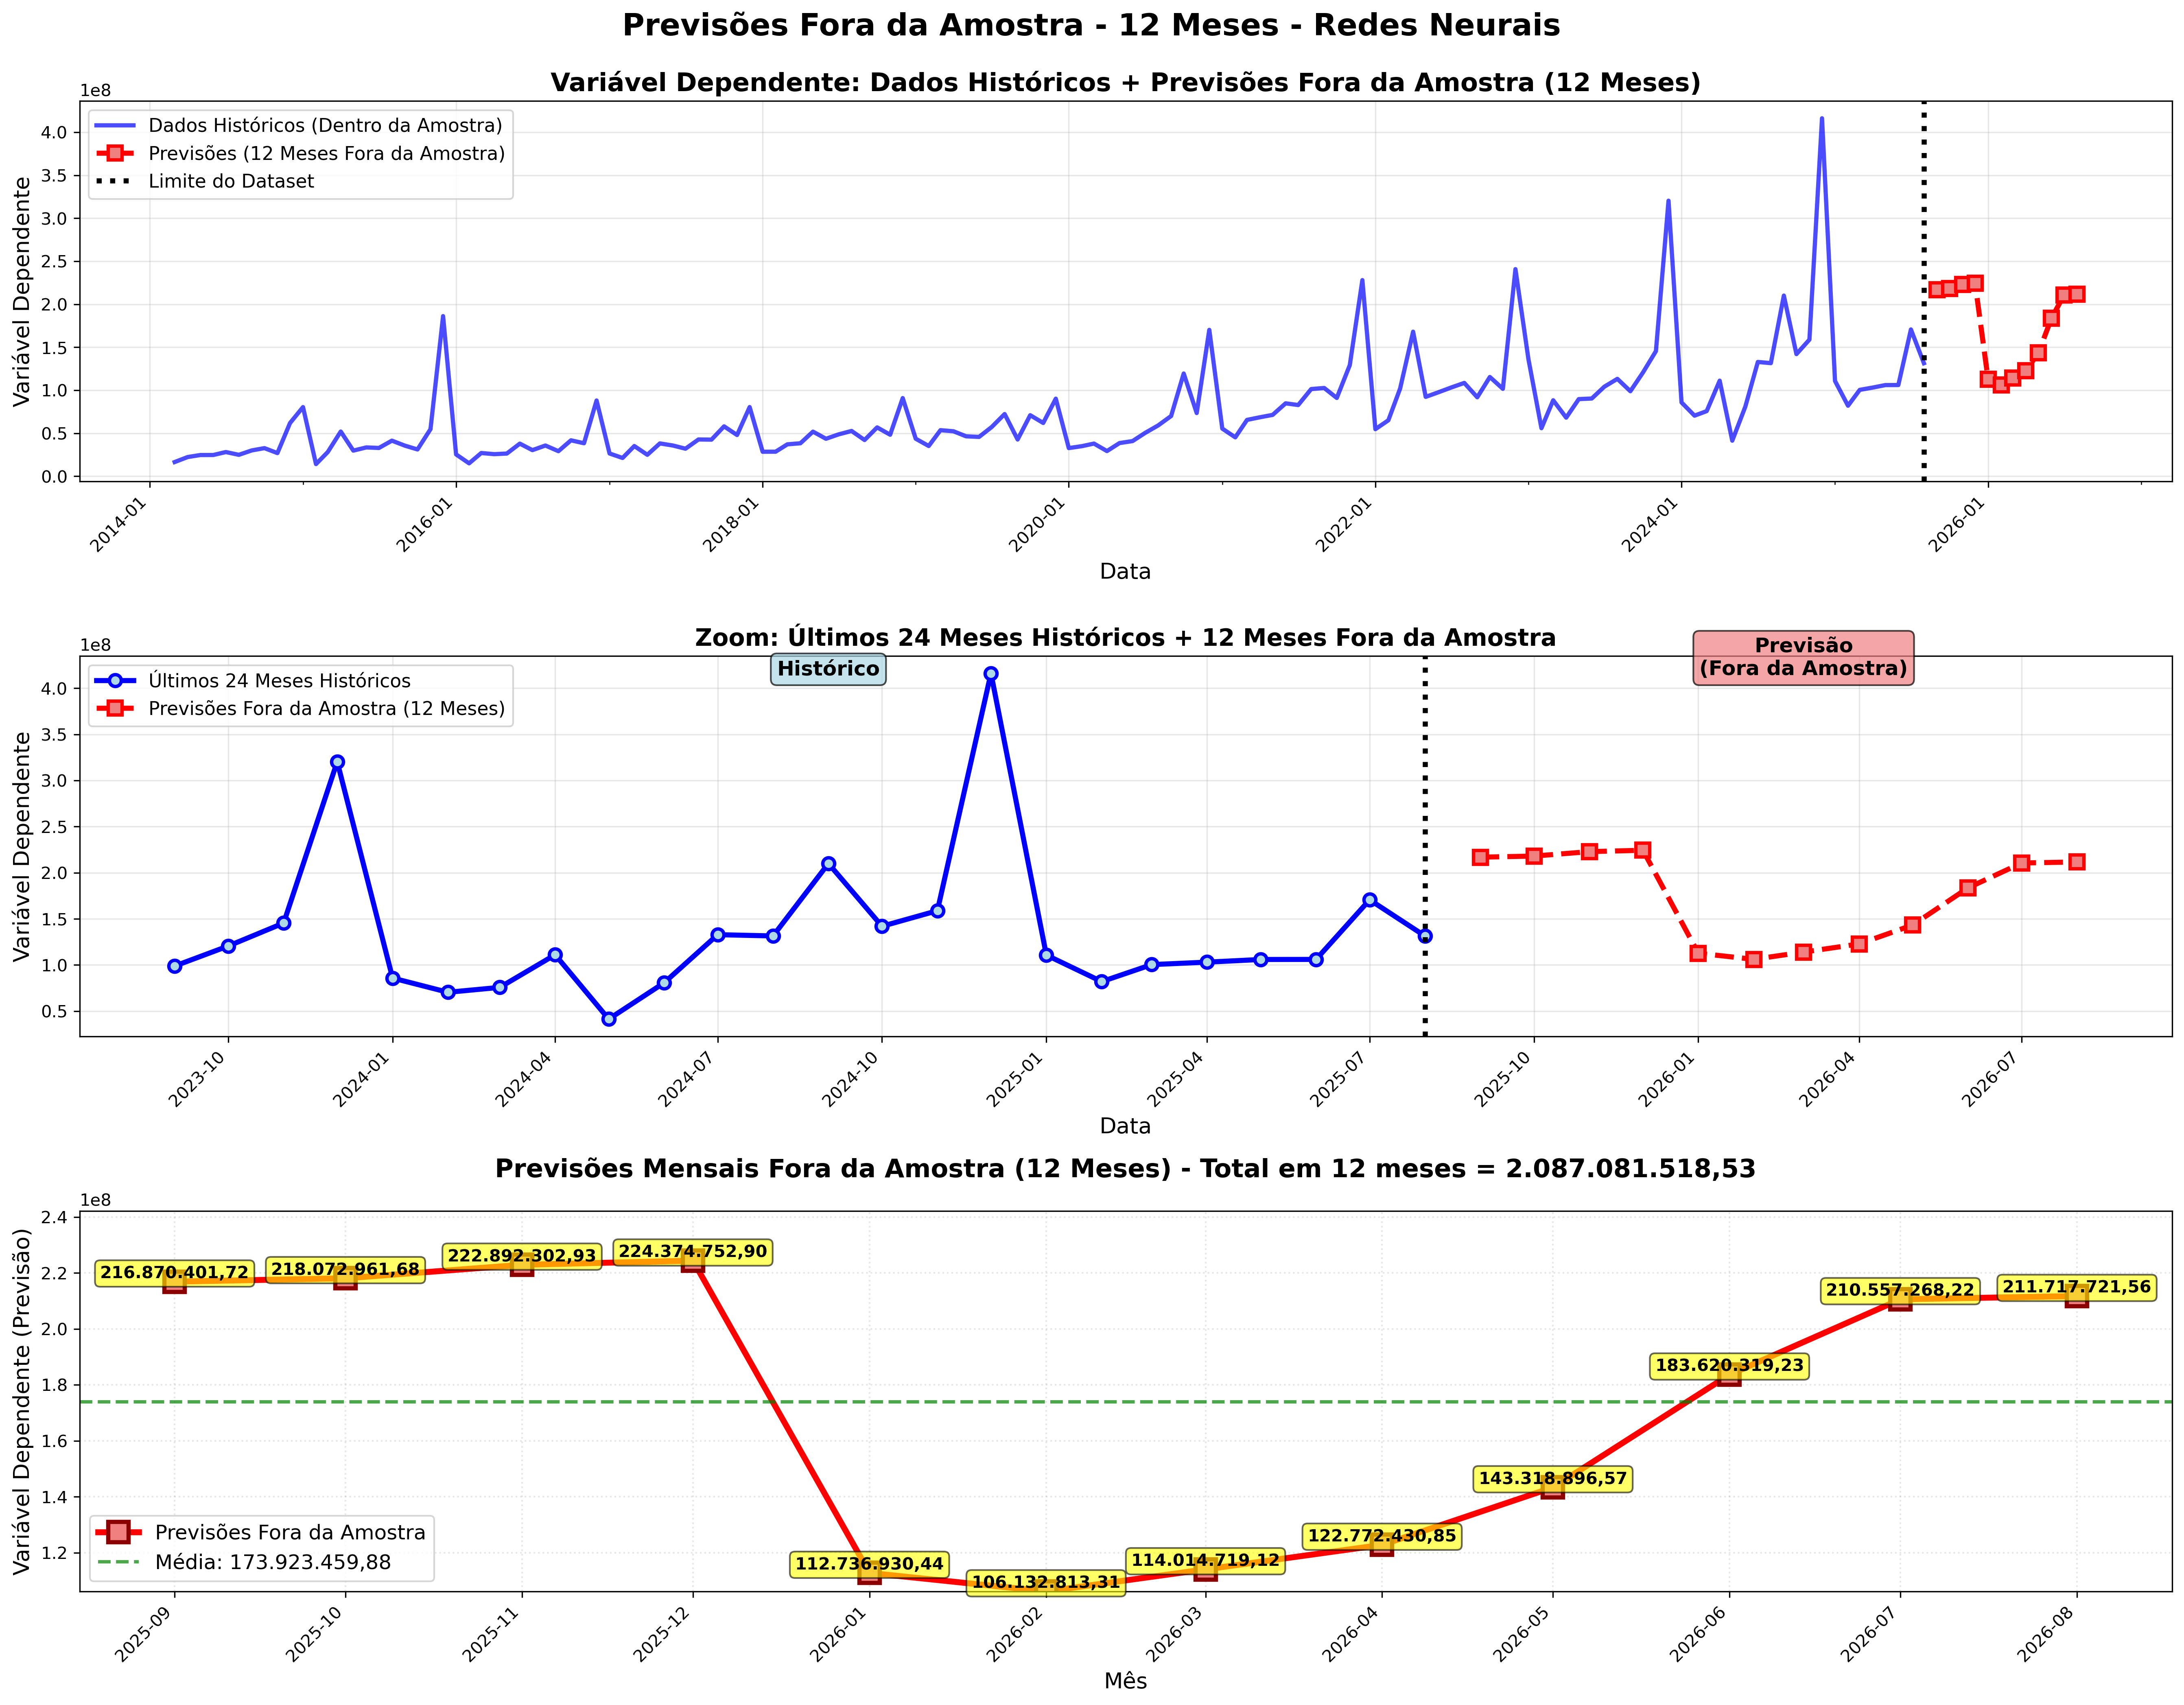 Previsões Fora da Amostra - 12 Meses - Redes Neurais
Variável Dependente: Dados Históricos + Previsões Fora da Amostra (12 Meses)
1e8
Dados Históricos (Dentro da Amostra)
Previsões (12 Meses Fora da Amostra)
Limite do Dataset
Variável Dependente
4.0
3.5
3.0
2.5
2.0
1.5
1.0
0.5
0.0
2014-01
2016-01
2018-01
2020-01
2022-01
2024-01
2026-01
Data
Zoom: Últimos 24 Meses Históricos + 12 Meses Fora da Amostra
1e8
Últimos 24 Meses Históricos
Previsões Fora da Amostra (12 Meses)
Histórico
Previsão
(Fora da Amostra)
Variável Dependente
4.0
3.5
3.0
2.5
2.0
1.5
1.0
0.5
2023-10
2024-01
2024-04
2024-07
2024-10
2025-01
2025-04
2025-07
2025-10
2026-01
2026-04
2026-07
Data
Previsões Mensais Fora da Amostra (12 Meses) - Total em 12 meses = 2.087.081.518,53
1e8
Variável Dependente (Previsão)
2.4
2.2
2.0
1.8
1.6
1.4
1.2
216.870.401,72
218.072.961,68
222.892.302,93
224.374.752,90
112.736.930,44
106.132.813,31
114.014.719,12
122.772.430,85
143.318.896,57
183.620.319,23
210.557.268,22
211.717.721,56
Previsões Fora da Amostra
Média: 173.923.459,88
2025-09
2025-10
2025-11
2025-12
2026-01
2026-02
2026-03
2026-04
2026-05
2026-06
2026-07
2026-08
Mês